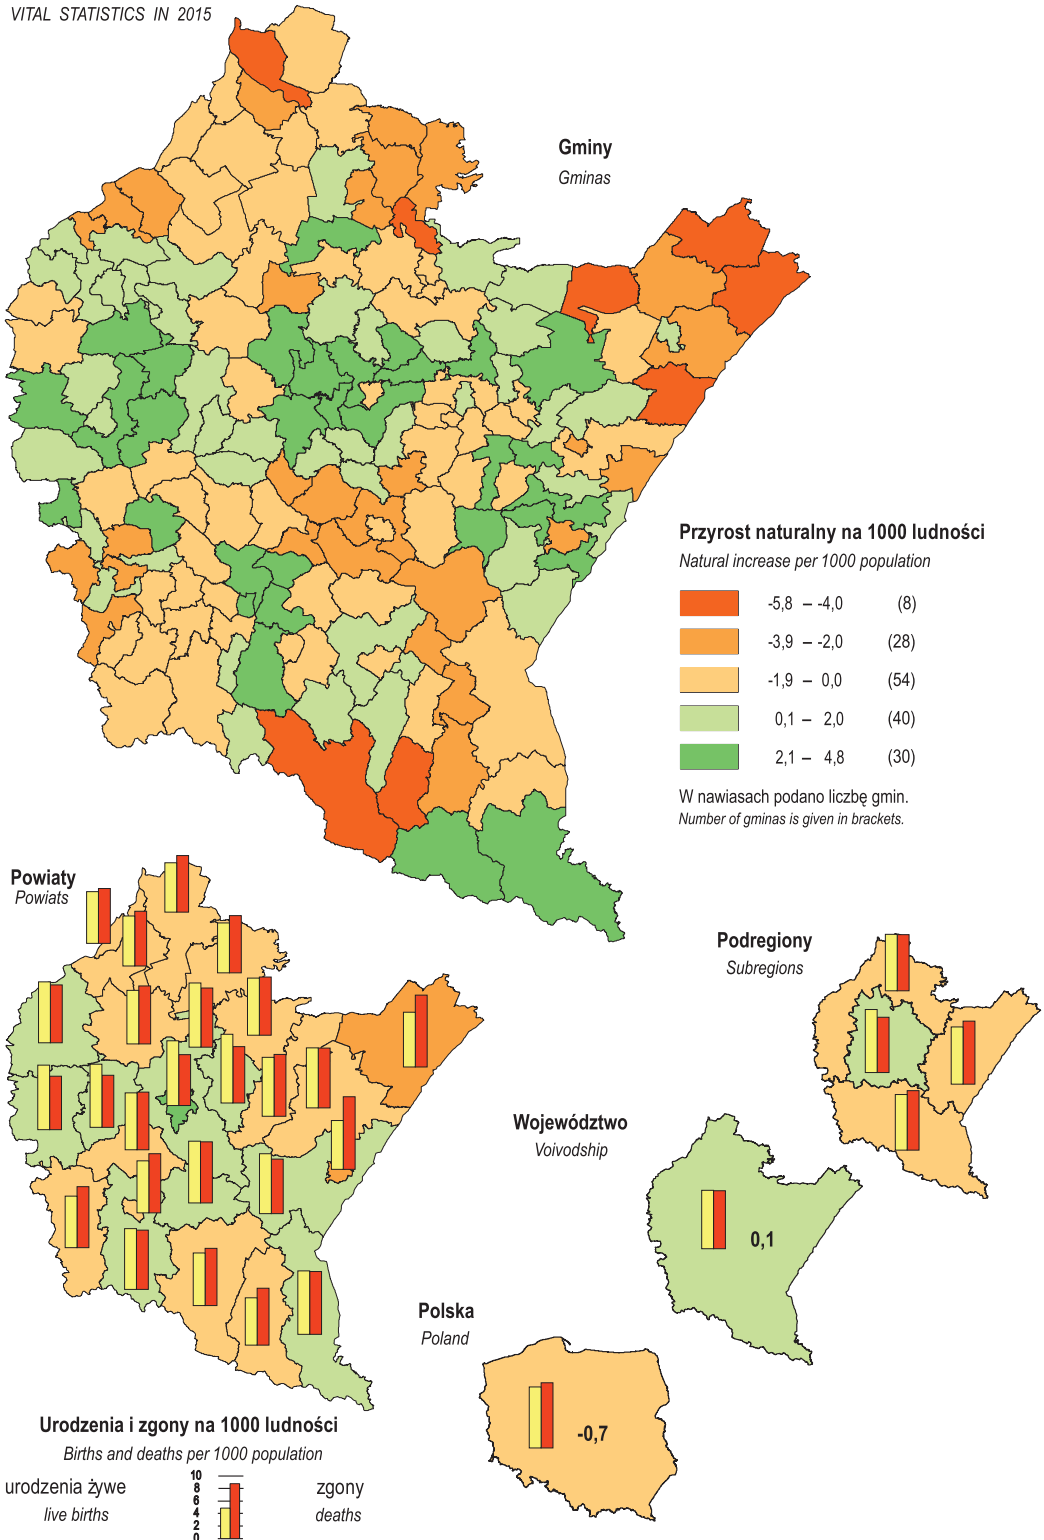 VITAL STATISTICS IN 2015
Gminy
Gminas
Przyrost naturalny na 1000 ludności
Natural increase per 1000 population
-5,8 – -4,0 (8)
-3,9 – -2,0 (28)
-1,9 – 0,0 (54)
0,1 – 2,0 (40)
2,1 – 4,8 (30)
W nawiasach podano liczbę gmin.
Number of gminas is given in brackets.
Powiaty
Powiats
Podregiony
Subregions
Województwo
Voivodship
0,1
Polska
Poland
-0,7
Urodzenia i zgony na 1000 ludności
Births and deaths per 1000 population
urodzenia żywe
live births
10
8
6
4
2
0
zgony
deaths